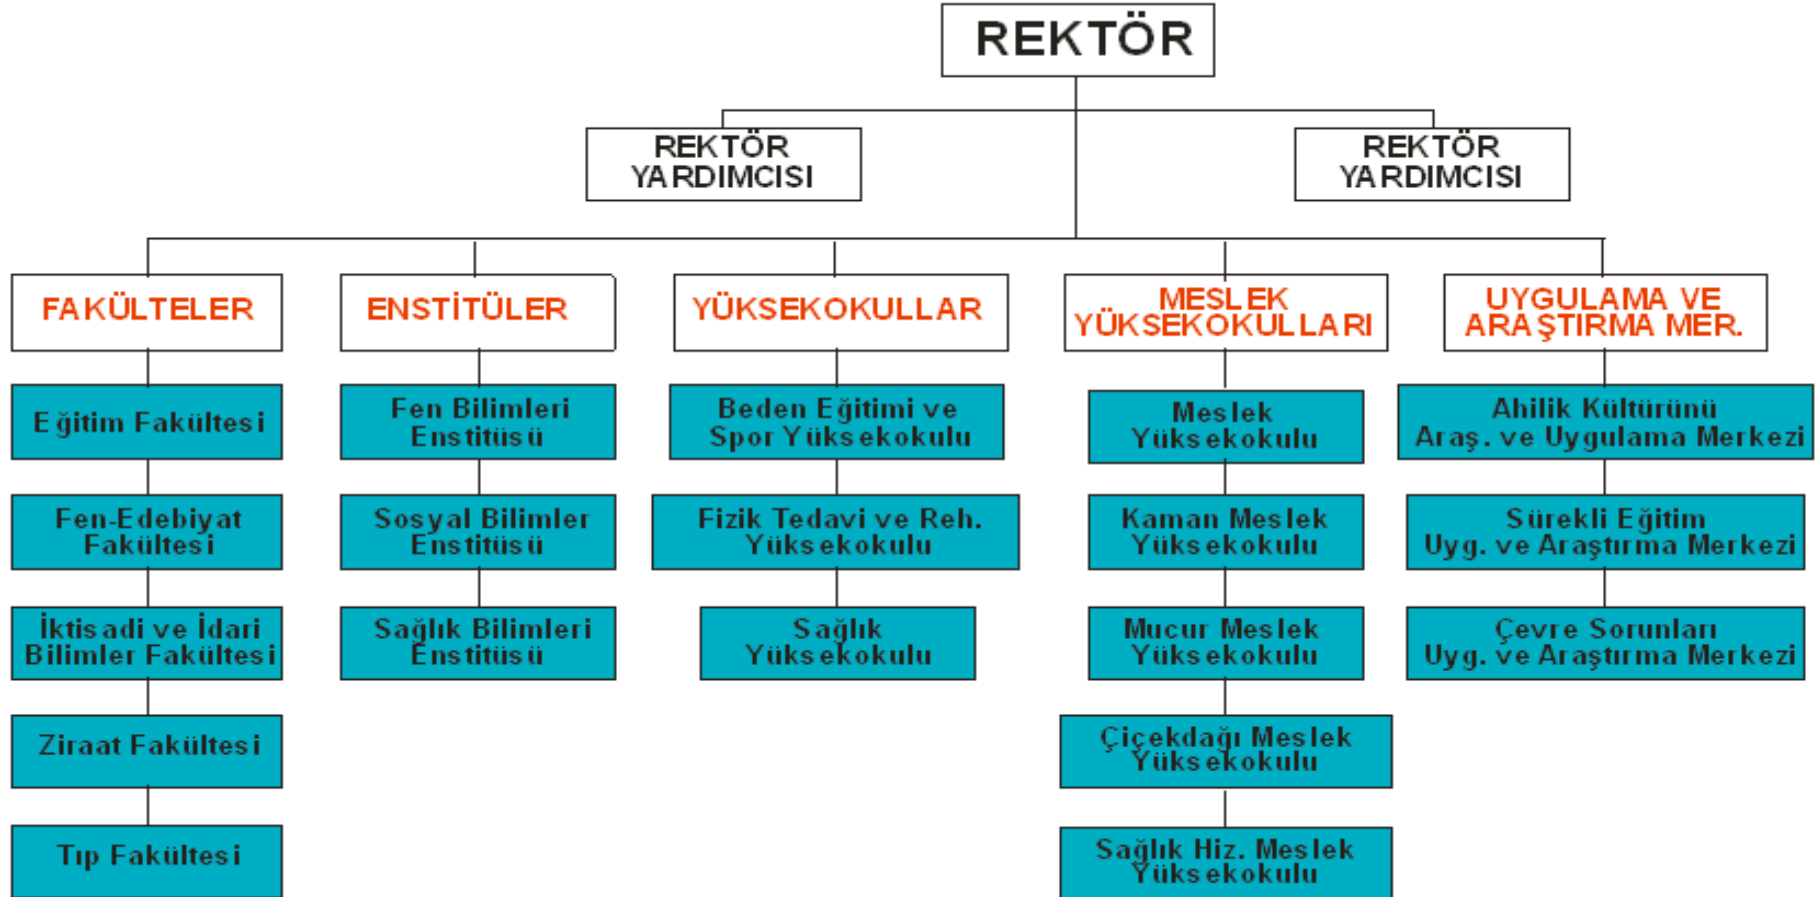 REKTÖR
REKTÖR
YARDIMCISI
REKTÖR
YARDIMCISI
FAKÜLTELER
ENSTİTÜLER
YÜKSEKOKULLAR
MESLEK
YÜKSEKOKULLARI
UYGULAMA VE
ARAŞTIRMA MER.
Eğitim Fakültesi
Fen Bilimleri
Enstitüsü
Beden Eğitimi ve
Spor Yüksekokulu
Meslek
Yüksekokulu
Ahilik Kültürünü
Araş. ve Uygulama Merkezi
Fen-Edebiyat
Fakültesi
Sosyal Bilimler
Enstitüsü
Fizik Tedavi ve Reh.
Yüksekokulu
Kaman Meslek
Yüksekokulu
Sürekli Eğitim
Uyg. ve Araştırma Merkezi
İktisadi ve İdari
Bilimler Fakültesi
Sağlık Bilimleri
Enstitüsü
Sağlık
Yüksekokulu
Mucur Meslek
Yüksekokulu
Çevre Sorunları
Uyg. ve Araştırma Merkezi
Ziraat Fakültesi
Çiçekdağı Meslek
Yüksekokulu
Tıp Fakültesi
Sağlık Hiz. Meslek
Yüksekokulu